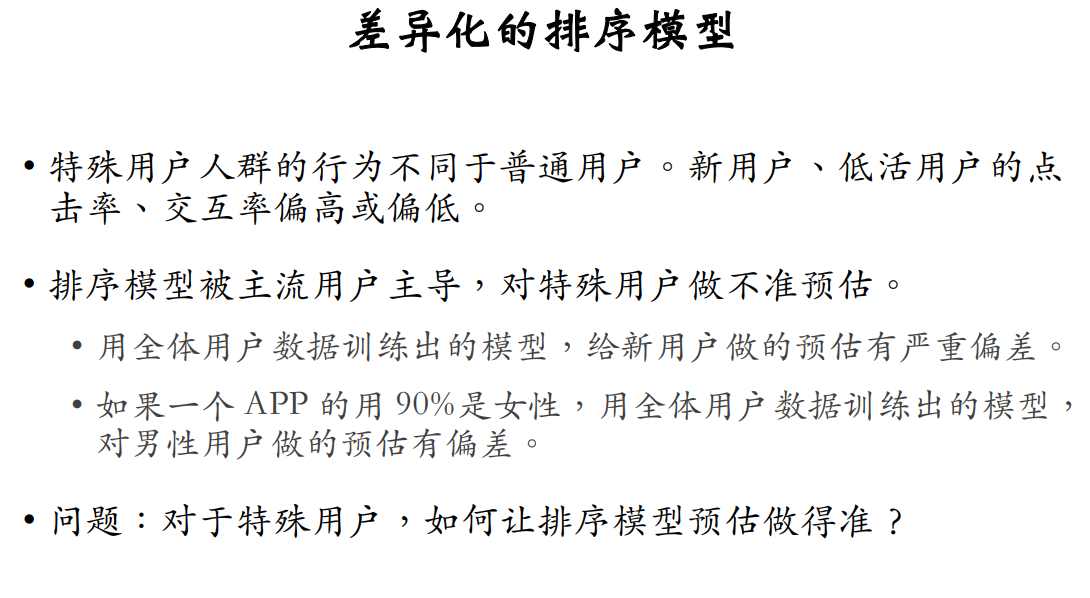 差异化的排序模型
• 特殊用户人群的行为不同于普通用户。新用户、低活用户的点
击率、交互率偏高或偏低。
• 排序模型被主流用户主导，对特殊用户做不准预估。
• 用全体用户数据训练出的模型，给新用户做的预估有严重偏差。
• 如果一个 APP 的用 90%是女性，用全体用户数据训练出的模型，
对男性用户做的预估有偏差。
• 问题：对于特殊用户，如何让排序模型预估做得准？